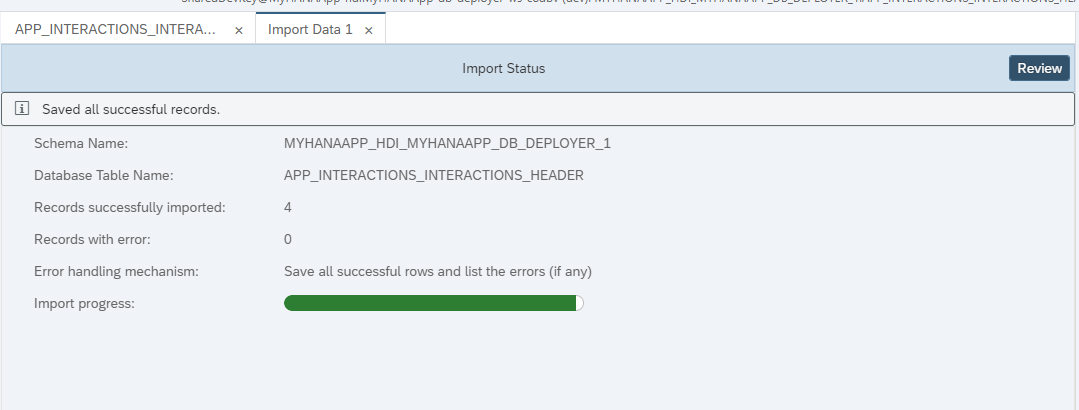 APP_INTERACTIONS_INTERA... ×
Import Data 1 ×
Import Status
Review
Saved all successful records.
Schema Name: MYHANAAPP_HDI_MYHANAAPP_DB_DEPLOYER_1
Database Table Name: APP_INTERACTIONS_INTERACTIONS_HEADER
Records successfully imported: 4
Records with error: 0
Error handling mechanism: Save all successful rows and list the errors (if any)
Import progress: